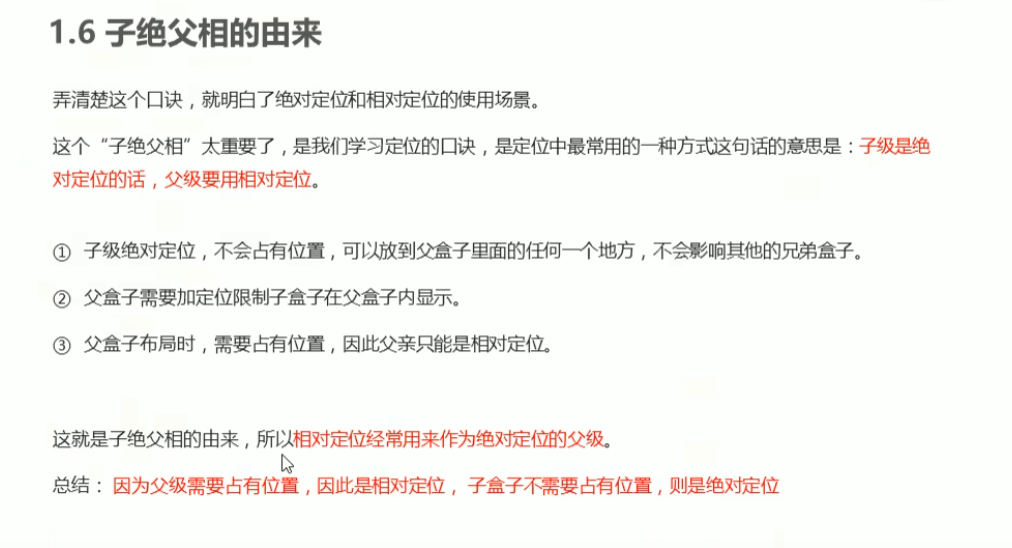 1.6 子绝父相的由来
弄清楚这个口诀，就明白了绝对定位和相对定位的使用场景。
这个“子绝父相”太重要了，是我们学习定位的口诀，是定位中最常用的一种方式这句话的意思是：子级是绝
对定位的话，父级要用相对定位。
① 子级绝对定位，不会占有位置，可以放到父盒子里面的任何一个地方，不会影响其他的兄弟盒子。
② 父盒子需要加定位限制子盒子在父盒子内显示。
③ 父盒子布局时，需要占有位置，因此父亲只能是相对定位。
这就是子绝父相的由来，所以相对定位经常用来作为绝对定位的父级。
总结： 因为父级需要占有位置，因此是相对定位， 子盒子不需要占有位置，则是绝对定位